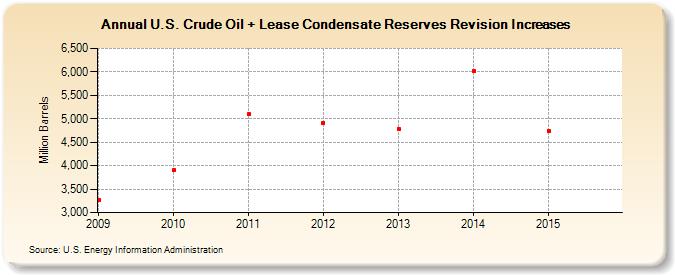 Annual U.S. Crude Oil + Lease Condensate Reserves Revision Increases
Million Barrels
6,500
6,000
5,500
5,000
4,500
4,000
3,500
3,000
2009 2010 2011 2012 2013 2014 2015
Source: U.S. Energy Information Administration